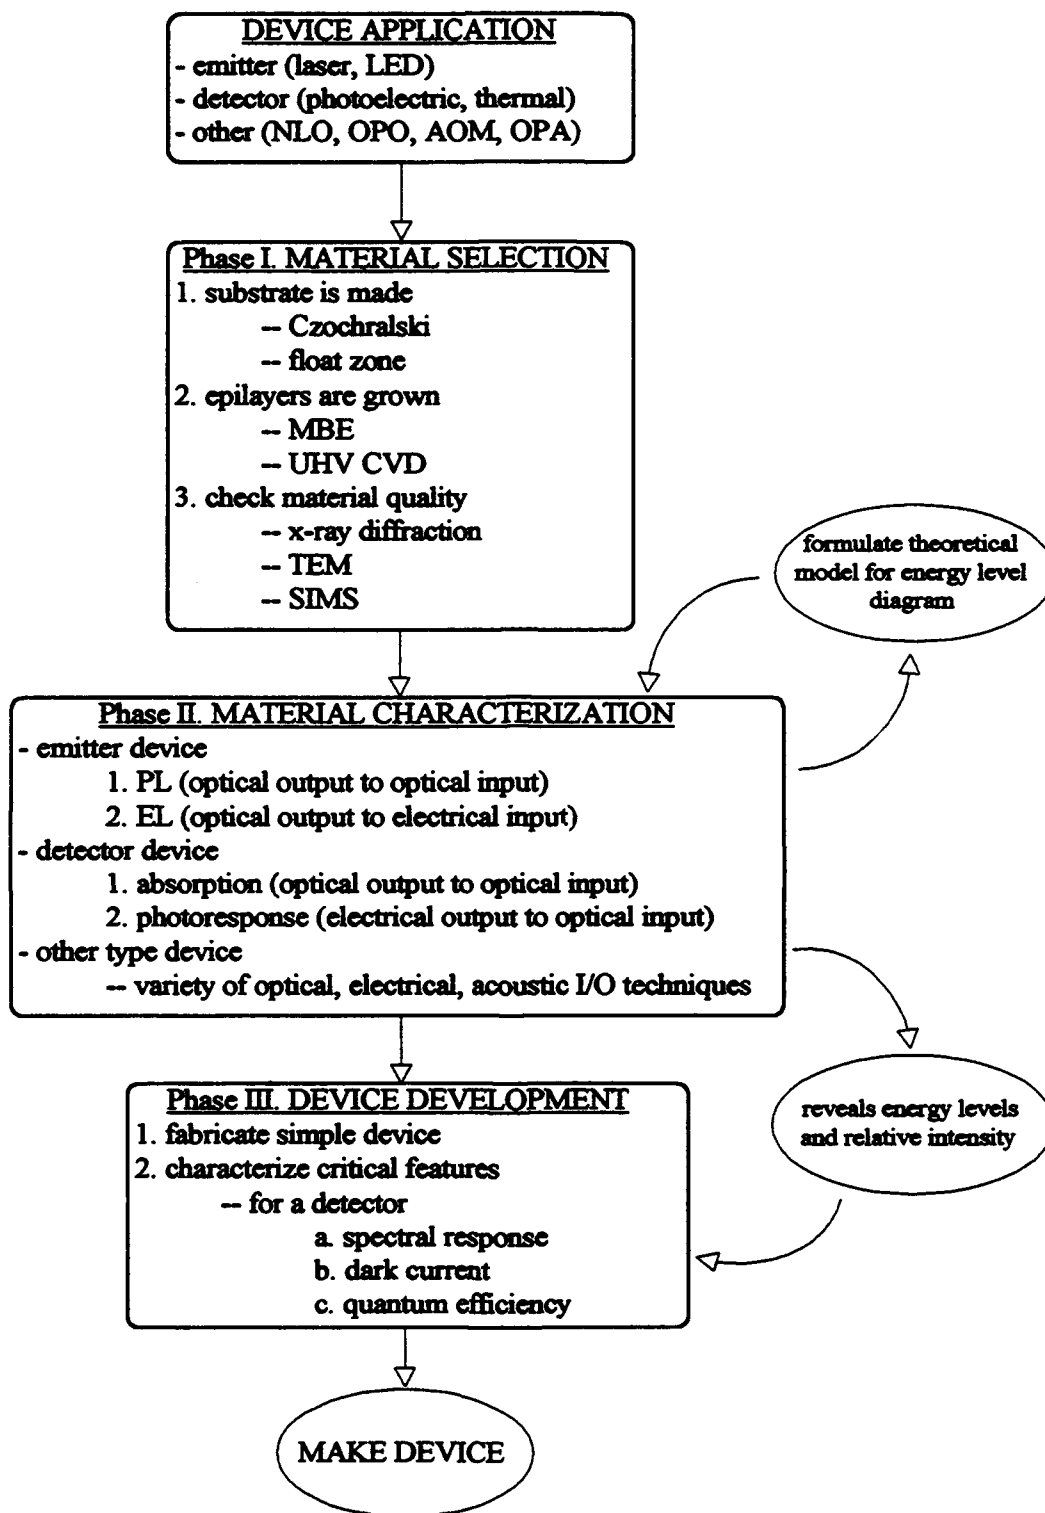 DEVICE APPLICATION
- emitter (laser, LED)
- detector (photoelectric, thermal)
- other (NLO, OPO, AOM, OPA)
Phase I. MATERIAL SELECTION
1. substrate is made
-- Czochralski
-- float zone
2. epilayers are grown
-- MBE
-- UHV CVD
3. check material quality
-- x-ray diffraction
-- TEM
-- SIMS
formulate theoretical
model for energy level
diagram
Phase II. MATERIAL CHARACTERIZATION
- emitter device
1. PL (optical output to optical input)
2. EL (optical output to electrical input)
- detector device
1. absorption (optical output to optical input)
2. photoresponse (electrical output to optical input)
- other type device
-- variety of optical, electrical, acoustic I/O techniques
reveals energy levels
and relative intensity
Phase III. DEVICE DEVELOPMENT
1. fabricate simple device
2. characterize critical features
-- for a detector
a. spectral response
b. dark current
c. quantum efficiency
MAKE DEVICE